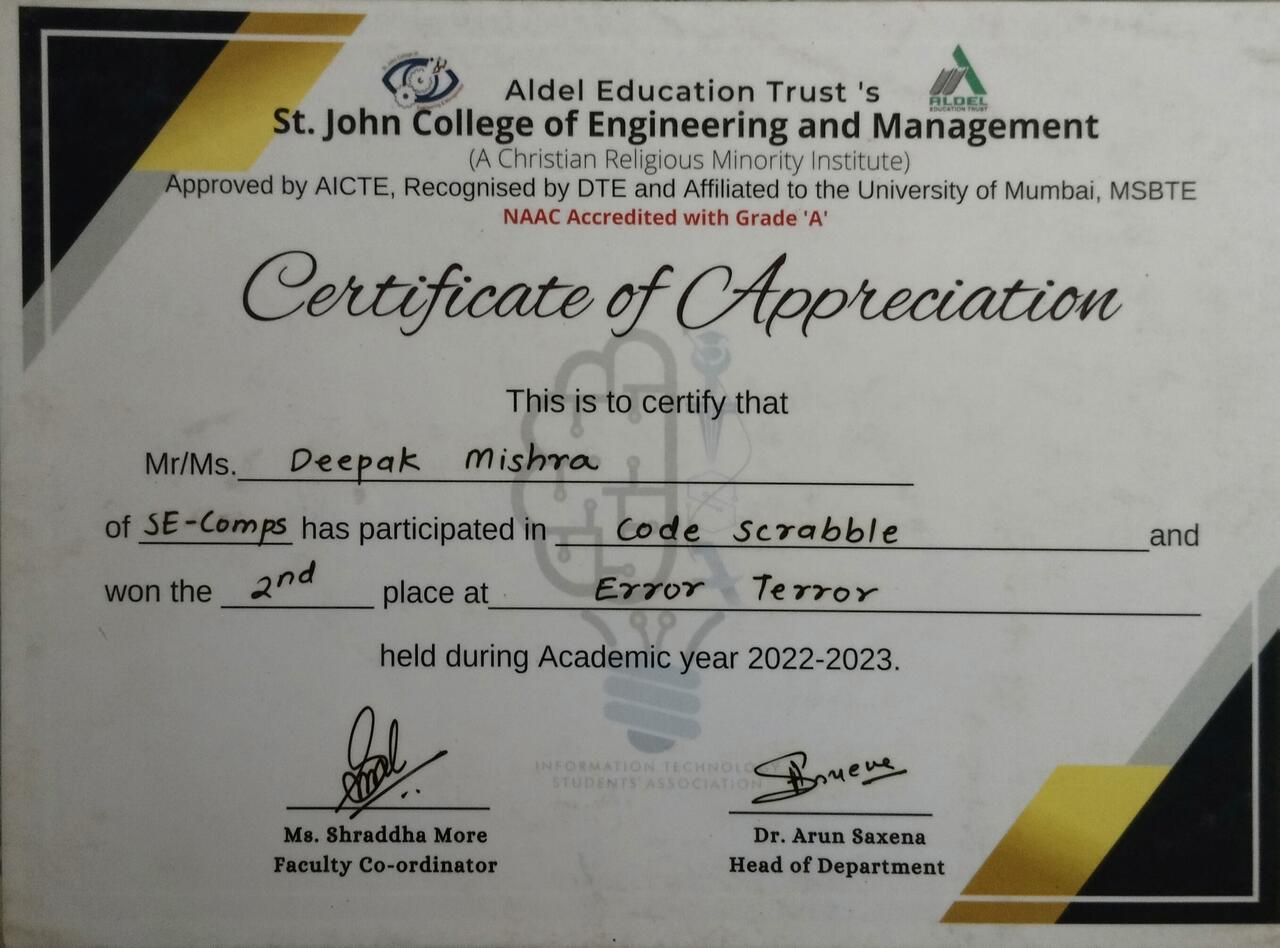 Aldel Education Trust 's
ALDEL
EDUCATION TRUST
St. John College of Engineering and Management
(A Christian Religious Minority Institute)
Approved by AICTE, Recognised by DTE and Affiliated to the University of Mumbai, MSBTE
NAAC Accredited with Grade 'A'
Certificate of Appreciation
This is to certify that
Mr/Ms. Deepak Mishra
of SE-Comps has participated in Code Scrabble and
won the 2nd place at Error Terror
held during Academic year 2022-2023.
INFORMATION TECHNOLOGY
STUDENTS' ASSOCIATION
Ms. Shraddha More
Faculty Co-ordinator
Dr. Arun Saxena
Head of Department